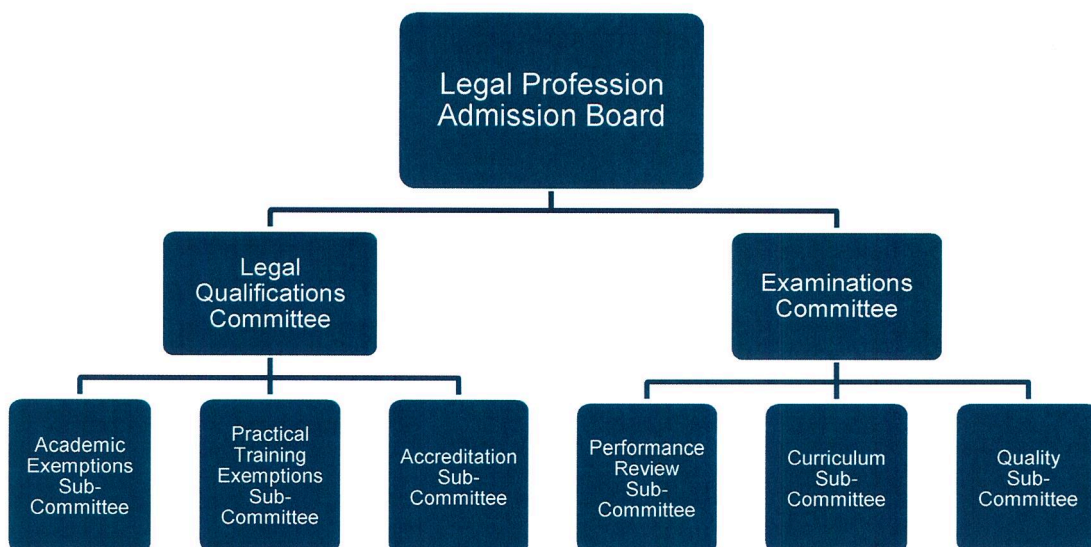 Legal Profession
Admission Board
Legal
Qualifications
Committee
Examinations
Committee
Academic
Exemptions
Sub-
Committee
Practical
Training
Exemptions
Sub-
Committee
Accreditation
Sub-
Committee
Performance
Review
Sub-
Committee
Curriculum
Sub-
Committee
Quality
Sub-
Committee